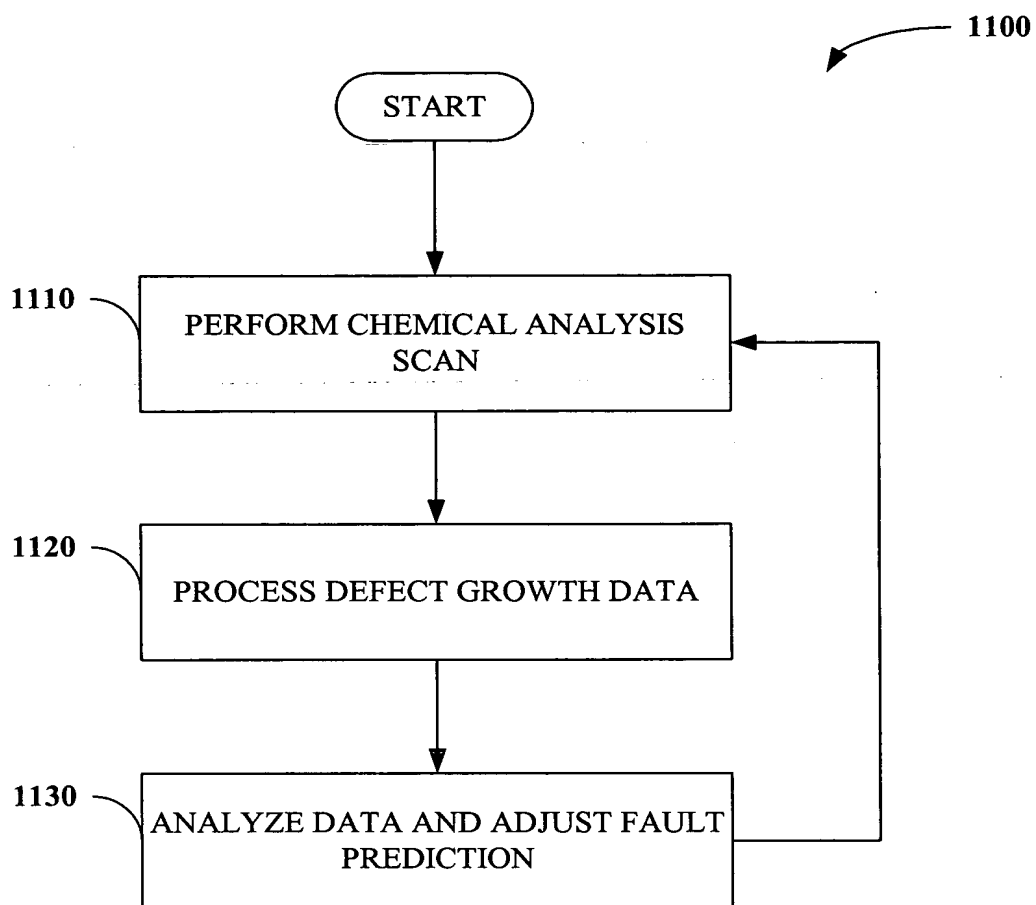 1100
START
1110
PERFORM CHEMICAL ANALYSIS
SCAN
1120
PROCESS DEFECT GROWTH DATA
1130
ANALYZE DATA AND ADJUST FAULT
PREDICTION